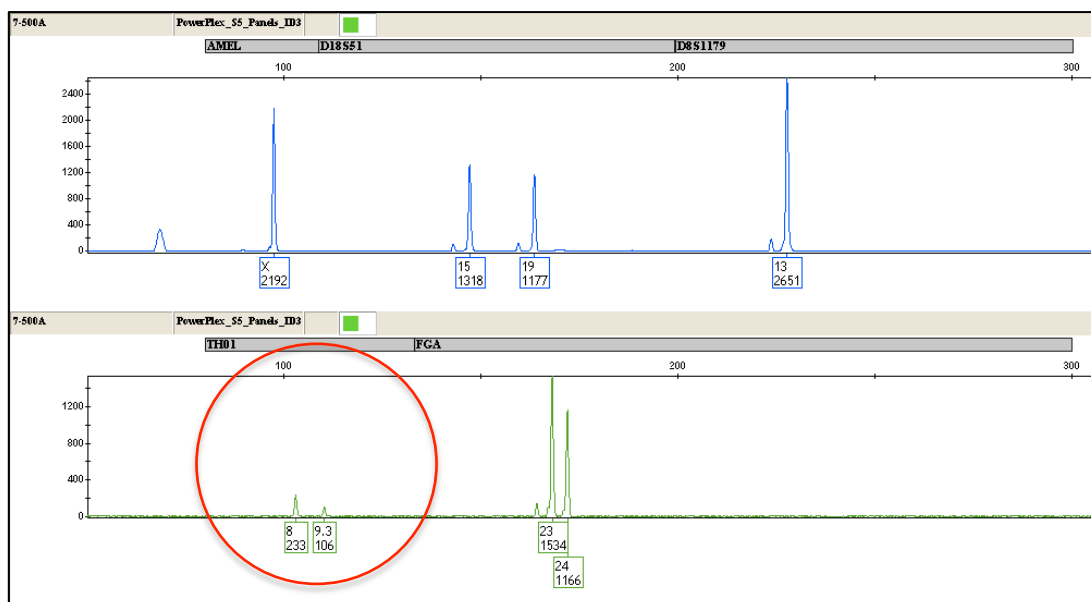 7-500A PowerPlex_S5_Panels_ID3
AMEL D18S51 D8S1179
100 200 300
2400
2000
1600
1200
800
400
0
X 15 19 13
2192 1318 1177 2651
7-500A PowerPlex_S5_Panels_ID3
TH01 FGA
100 200 300
1200
800
400
0
8 9.3 23
233 106 1534
24
1166